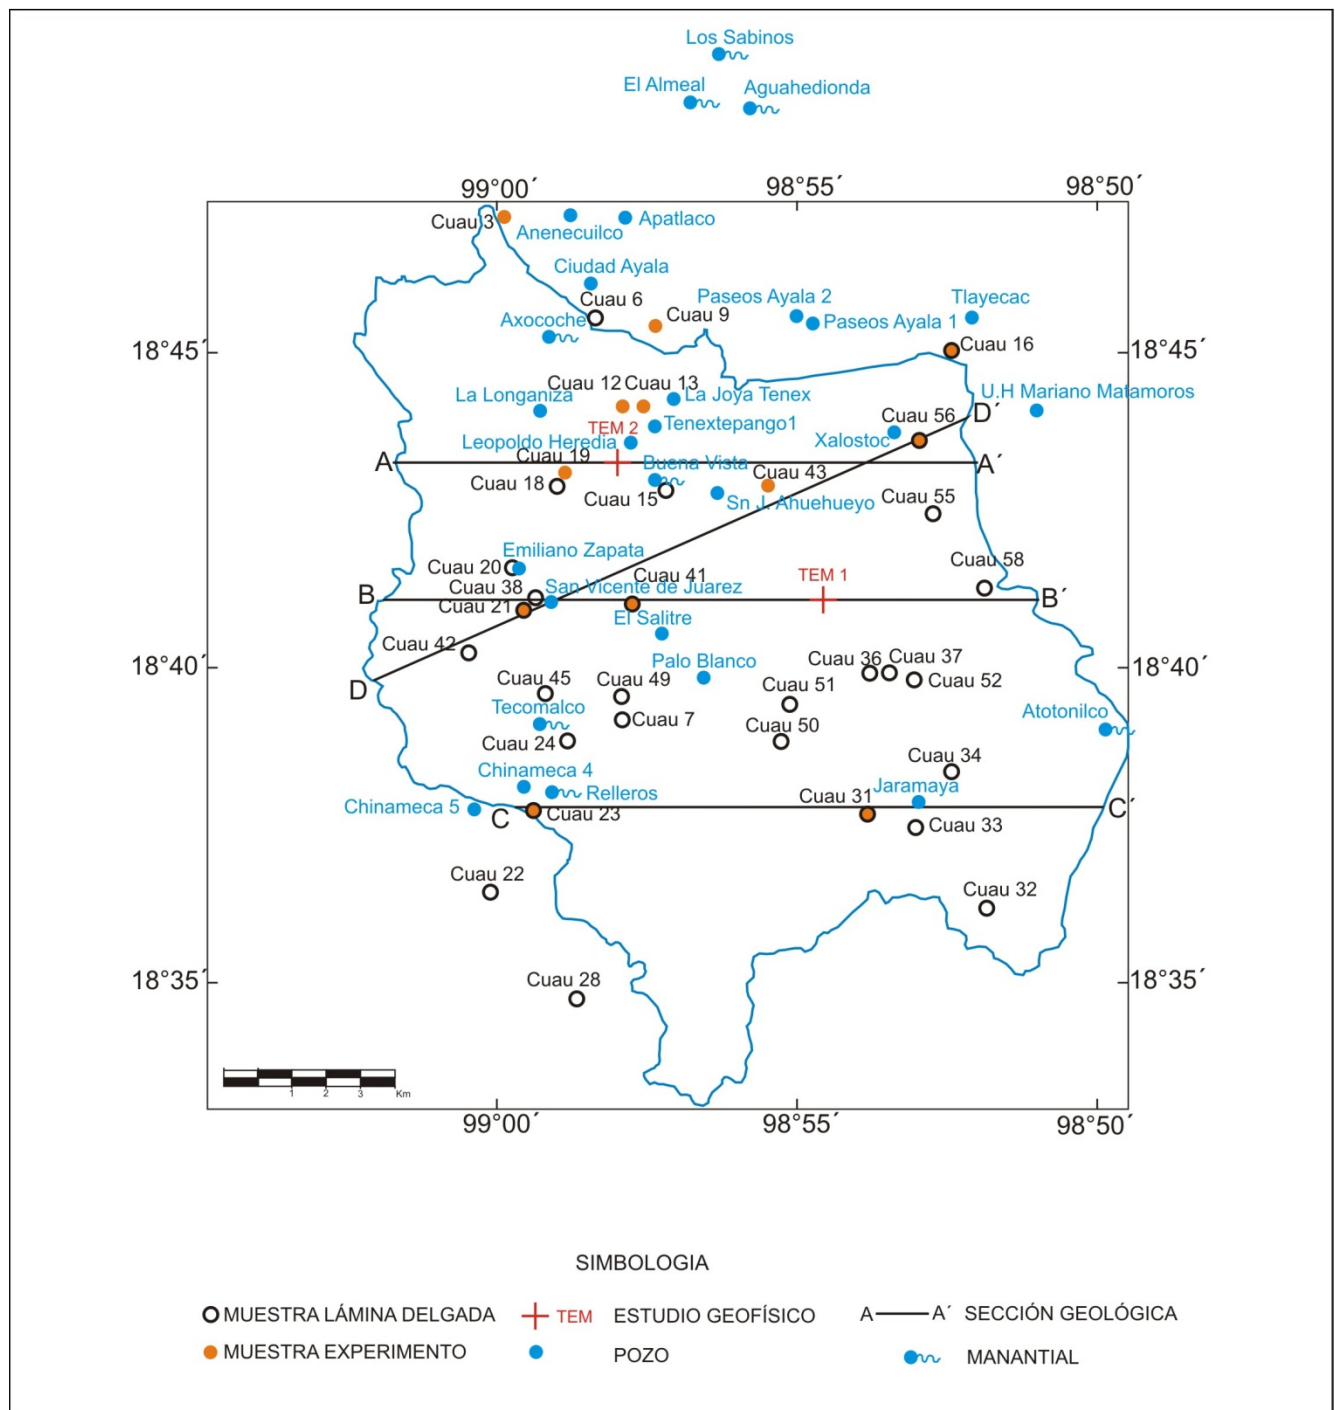 Los Sabinos
El Almeal
Aguahedionda
99°00´
98°55´
98°50´
Cuau 3
Anenecuilco
Apatlaco
Ciudad Ayala
Cuau 6
Paseos Ayala 2
Tlayecac
Axocoche
Cuau 9
Paseos Ayala 1
Cuau 16
18°45´
18°45´
Cuau 12
Cuau 13
La Longaniza
La Joya Tenex
U.H Mariano Matamoros
TEM 2
Tenextepango1
Cuau 56
D´
Leopoldo Heredia
Xalostoc
Cuau 19
A
Buena Vista
A´
Cuau 18
Cuau 15
Cuau 43
Sn J. Ahuehueyo
Cuau 55
Emiliano Zapata
Cuau 20
Cuau 58
Cuau 38
San Vicente de Juarez
Cuau 41
TEM 1
B
Cuau 21
B´
El Salitre
Cuau 42
18°40´
Palo Blanco
Cuau 36
Cuau 37
18°40´
D
Cuau 45
Cuau 49
Cuau 51
Cuau 52
Tecomalco
Cuau 7
Cuau 50
Atotonilco
Cuau 24
Cuau 34
Chinameca 4
Relleros
Jaramaya
Chinameca 5
Cuau 31
C
Cuau 23
C´
Cuau 33
Cuau 22
Cuau 32
18°35´
Cuau 28
18°35´
1 2 3 Km
99°00´
98°55´
98°50´
SIMBOLOGIA
MUESTRA LÁMINA DELGADA
TEM ESTUDIO GEOFÍSICO
A A´ SECCIÓN GEOLÓGICA
MUESTRA EXPERIMENTO
POZO
MANANTIAL